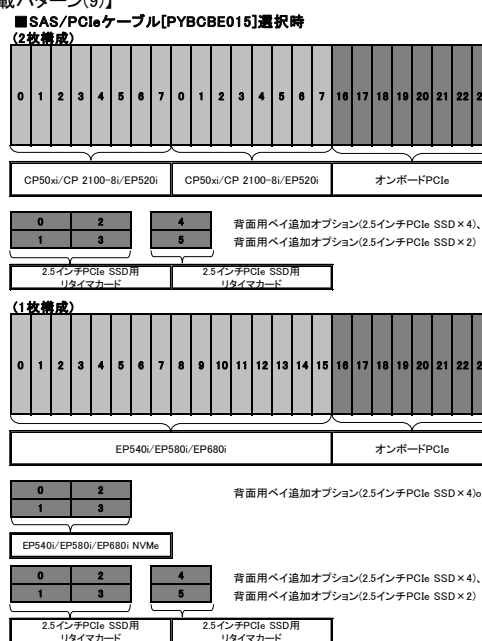 載パターン(9)】
■SAS/PCIeケーブル[PYBCBE015]選択時
(2枚構成)
0 1 2 3 4 5 6 7 0 1 2 3 4 5 6 7 16 17 18 19 20 21 22 2
CP50xi/CP 2100-8i/EP520i CP50xi/CP 2100-8i/EP520i オンボードPCIe
0 2 4 背面用ベイ追加オプション(2.5インチPCIe SSD×4)、
1 3 5 背面用ベイ追加オプション(2.5インチPCIe SSD×2)
2.5インチPCIe SSD用 2.5インチPCIe SSD用
リタイマカード リタイマカード
(1枚構成)
0 1 2 3 4 5 6 7 8 9 10 11 12 13 14 15 16 17 18 19 20 21 22 2
EP540i/EP580i/EP680i オンボードPCIe
0 2 背面用ベイ追加オプション(2.5インチPCIe SSD×4)o
1 3
EP540i/EP580i/EP680i NVMe
0 2 4 背面用ベイ追加オプション(2.5インチPCIe SSD×4)、
1 3 5 背面用ベイ追加オプション(2.5インチPCIe SSD×2)
2.5インチPCIe SSD用 2.5インチPCIe SSD用
リタイマカード リタイマカード